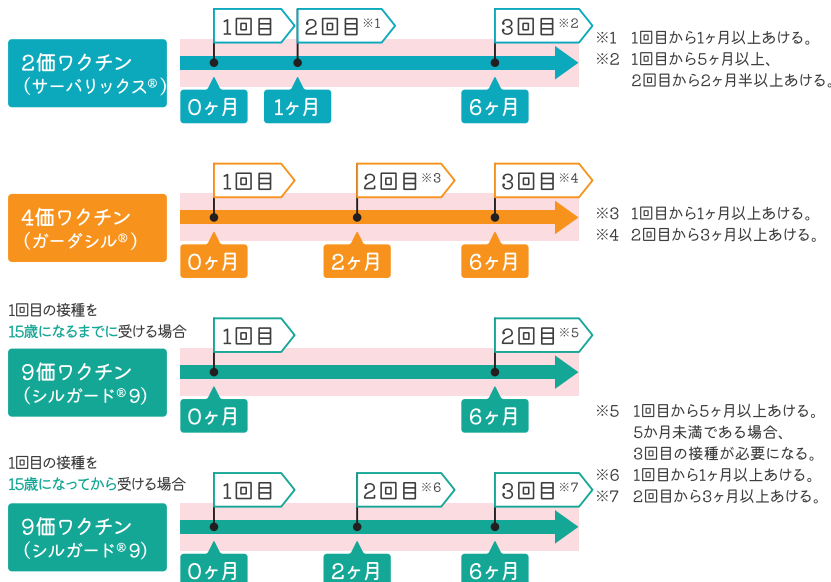 1回目
2回目※1
3回目※2
2価ワクチン
(サーバリックス®)
0ヶ月
1ヶ月
6ヶ月
※1 1回目から1ヶ月以上あける。
※2 1回目から5ヶ月以上、
2回目から2ヶ月半以上あける。
1回目
2回目※3
3回目※4
4価ワクチン
(ガーダシル®)
0ヶ月
2ヶ月
6ヶ月
※3 1回目から1ヶ月以上あける。
※4 2回目から3ヶ月以上あける。
1回目の接種を
15歳になるまでに受ける場合
1回目
2回目※5
9価ワクチン
(シルガード®9)
0ヶ月
6ヶ月
※5 1回目から5ヶ月以上あける。
5か月未満である場合、
3回目の接種が必要になる。
1回目の接種を
15歳になってから受ける場合
1回目
2回目※6
3回目※7
9価ワクチン
(シルガード®9)
0ヶ月
2ヶ月
6ヶ月
※6 1回目から1ヶ月以上あける。
※7 2回目から3ヶ月以上あける。